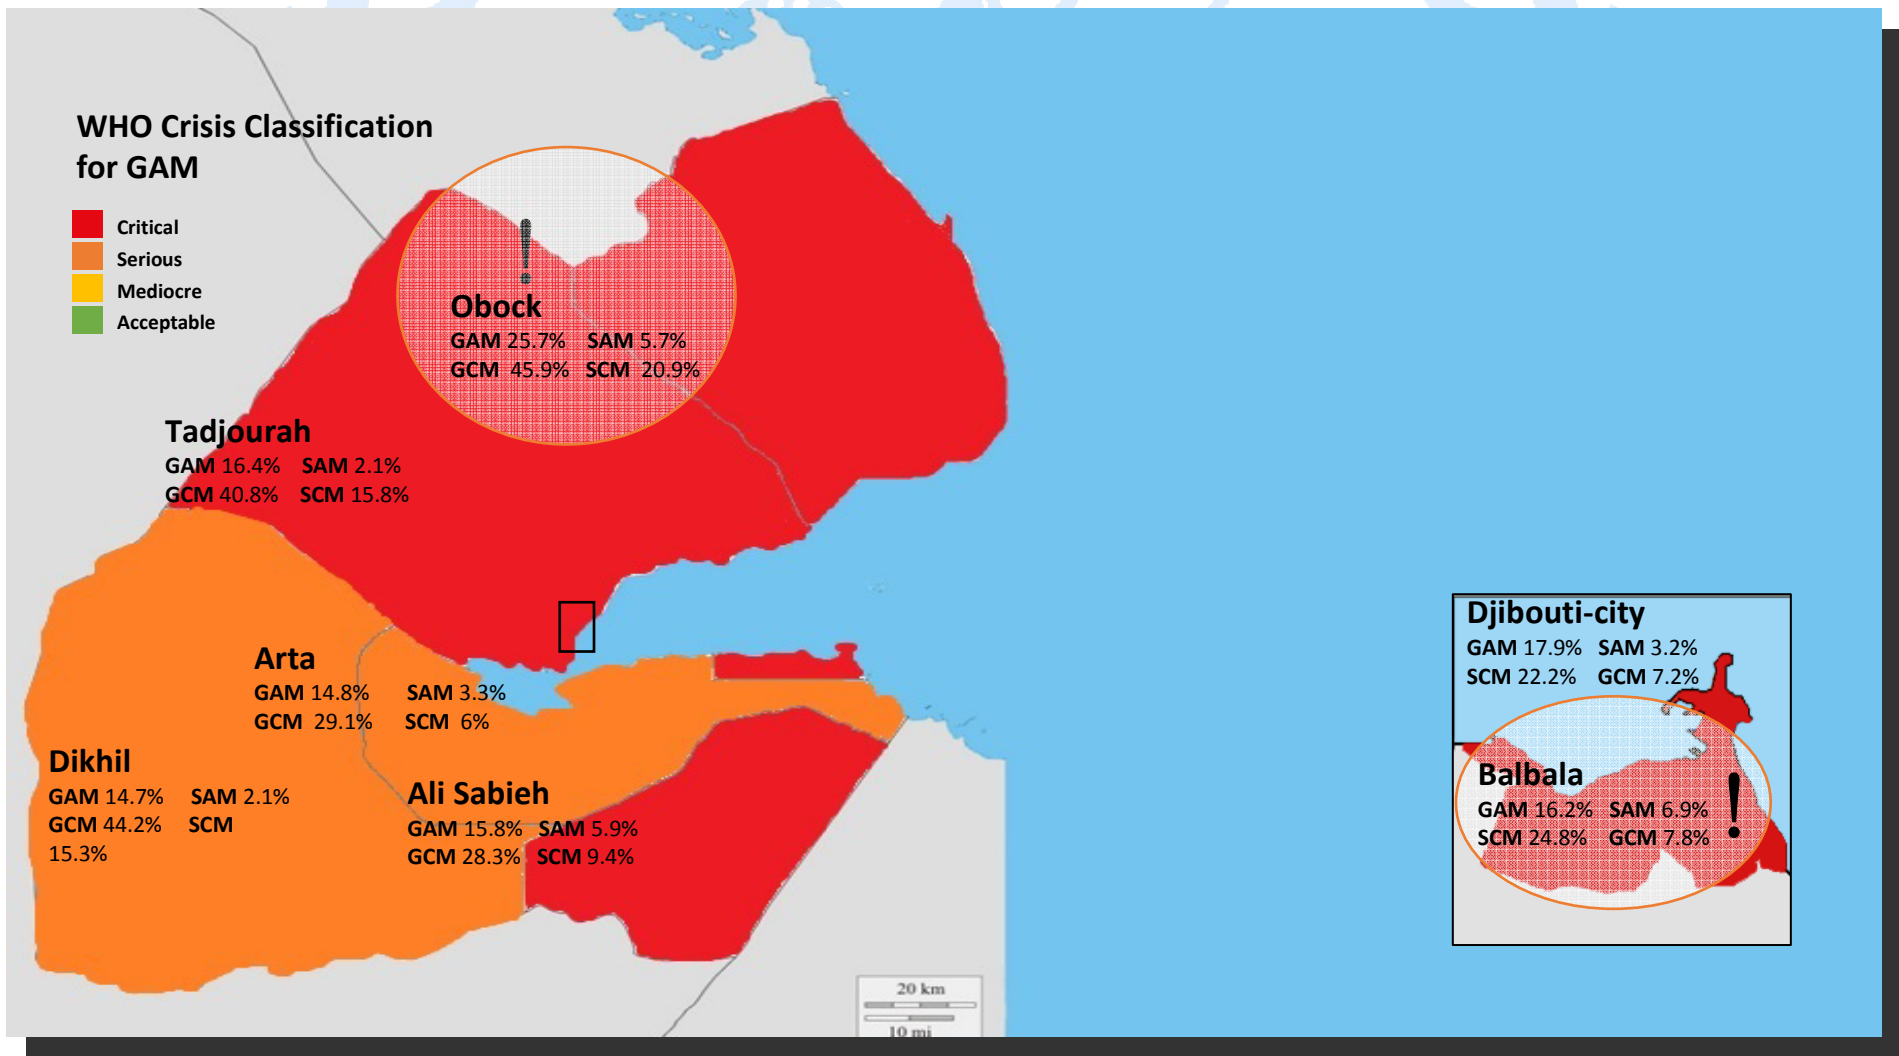 WHO Crisis Classification
for GAM
Critical
Serious
Mediocre
Acceptable
!
Obock
GAM 25.7% SAM 5.7%
GCM 45.9% SCM 20.9%
Tadjourah
GAM 16.4% SAM 2.1%
GCM 40.8% SCM 15.8%
Arta
GAM 14.8% SAM 3.3%
GCM 29.1% SCM 6%
Dikhil
GAM 14.7% SAM 2.1%
GCM 44.2% SCM
15.3%
Ali Sabieh
GAM 15.8% SAM 5.9%
GCM 28.3% SCM 9.4%
Djibouti-city
GAM 17.9% SAM 3.2%
SCM 22.2% GCM 7.2%
Balbala
GAM 16.2% SAM 6.9%
SCM 24.8% GCM 7.8%
!
20 km
10 mi